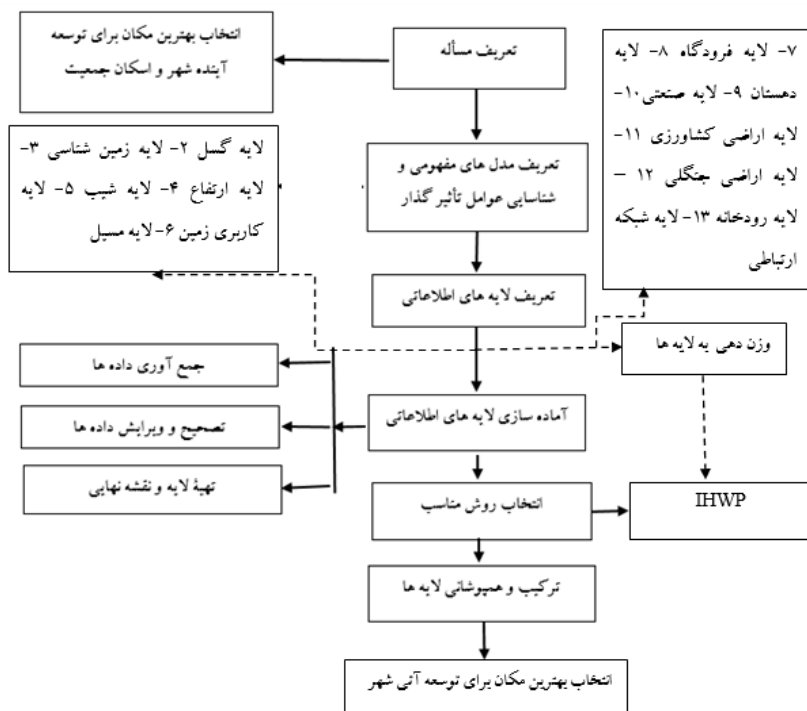 تعریف مسأله
انتخاب بهترین مکان برای توسعه
آینده شهر و اسکان جمعیت
۷- لایه فرودگاه ۸- لایه
دهستان ۹- لایه صنعتی۱۰-
لایه اراضی کشاورزی ۱۱-
لایه اراضی جنگلی ۱۲ –
لایه رودخانه ۱۳- لایه شبکه
ارتباطی
تعریف مدل های مفهومی و
شناسایی عوامل تأثیر گذار
لایه گسل ۲- لایه زمین شناسی ۳-
لایه ارتفاع ۴- لایه شیب ۵- لایه
کاربری زمین ۶- لایه مسیل
تعریف لایه های اطلاعاتی
وزن دهی به لایه ها
جمع آوری داده ها
آماده سازی لایه های اطلاعاتی
تصحیح و ویرایش داده ها
تهیۀ لایه و نقشه نهایی
انتخاب روش مناسب
IHWP
ترکیب و همپوشانی لایه ها
انتخاب بهترین مکان برای توسعه آتی شهر